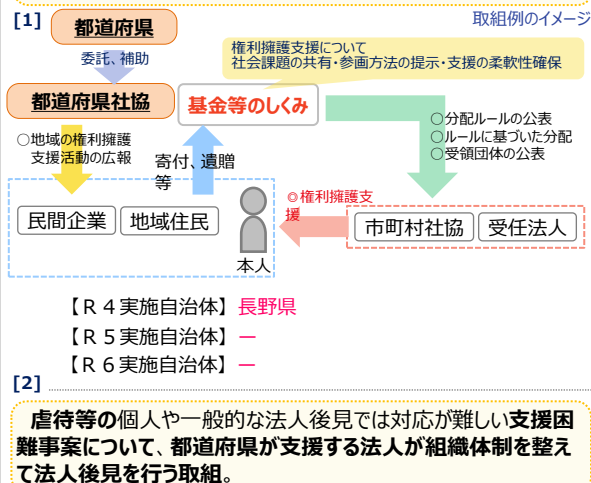 [1]
取組例のイメージ
都道府県
委託、補助
権利擁護支援について
社会課題の共有・参画方法の提示・支援の柔軟性確保
都道府県社協
基金等のしくみ
○分配ルールの公表
○ルールに基づいた分配
○受領団体の公表
○地域の権利擁護
支援活動の広報
寄付、遺贈
等
◎権利擁護支
援
民間企業
地域住民
市町村社協
受任法人
本人
【R4実施自治体】長野県
【R5実施自治体】ー
【R6実施自治体】ー
[2]
虐待等の個人や一般的な法人後見では対応が難しい支援困
難事案について、都道府県が支援する法人が組織体制を整え
て法人後見を行う取組。